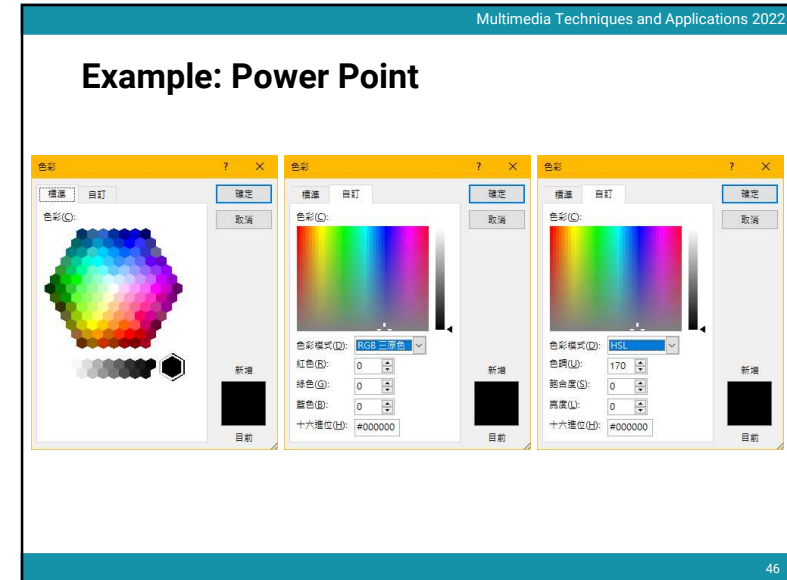 Multimedia Techniques and Applications 2022
Example: Power Point
色彩 ? ×
標準 自訂 確定
色彩(C): 取消
新增
目前
色彩 ? ×
標準 自訂 確定
色彩(C): 取消
色彩模式(D): RGB 三原色
紅色(R): 0 新增
綠色(G): 0
藍色(B): 0
十六進位(H): #000000 目前
色彩 ? ×
標準 自訂 確定
色彩(C): 取消
色彩模式(D): HSL
色調(U): 170 新增
飽合度(S): 0
亮度(L): 0
十六進位(H): #000000 目前
46